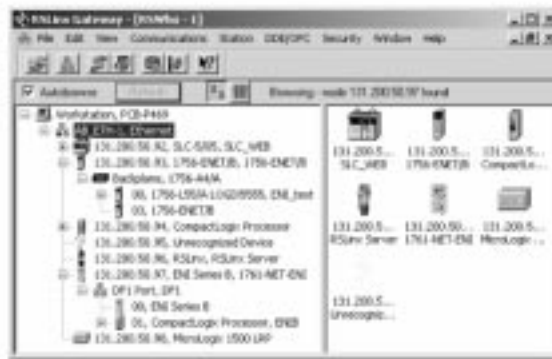 RSLinx Gateway - [RSWho - 1]
File Edit View Communications Station DDE/OPC Security Window Help
Autobrowse Refresh Browsing: node 131.200.50.97 found
Workstation, PCB-P469
AB_ETH-1, Ethernet
131.200.50.92, SLC-5/05, SLC_WEB
131.200.50.93, 1756-ENET/B, 1756-ENET/B
Backplane, 1756-A4/A
00, 1756-L55/A LOGIX5555, ENI_test
03, 1756-ENET/B
131.200.50.94, CompactLogix Processor
131.200.50.95, Unrecognized Device
131.200.50.96, RSLinx, RSLinx Server
131.200.50.97, ENI Series B, 1761-NET-ENI
DF1 Port, DF1
00, ENI Series B
01, CompactLogix Processor, ENIB
131.200.50.98, MicroLogix 1500 LRP
131.200.5... 131.200.5... 131.200.5...
SLC_WEB 1756-ENET/B CompactLo...
131.200.5... 131.200.50... 131.200.5...
RSLinx Server 1761-NET-ENI MicroLogix ...
131.200.5...
Unrecogniz...